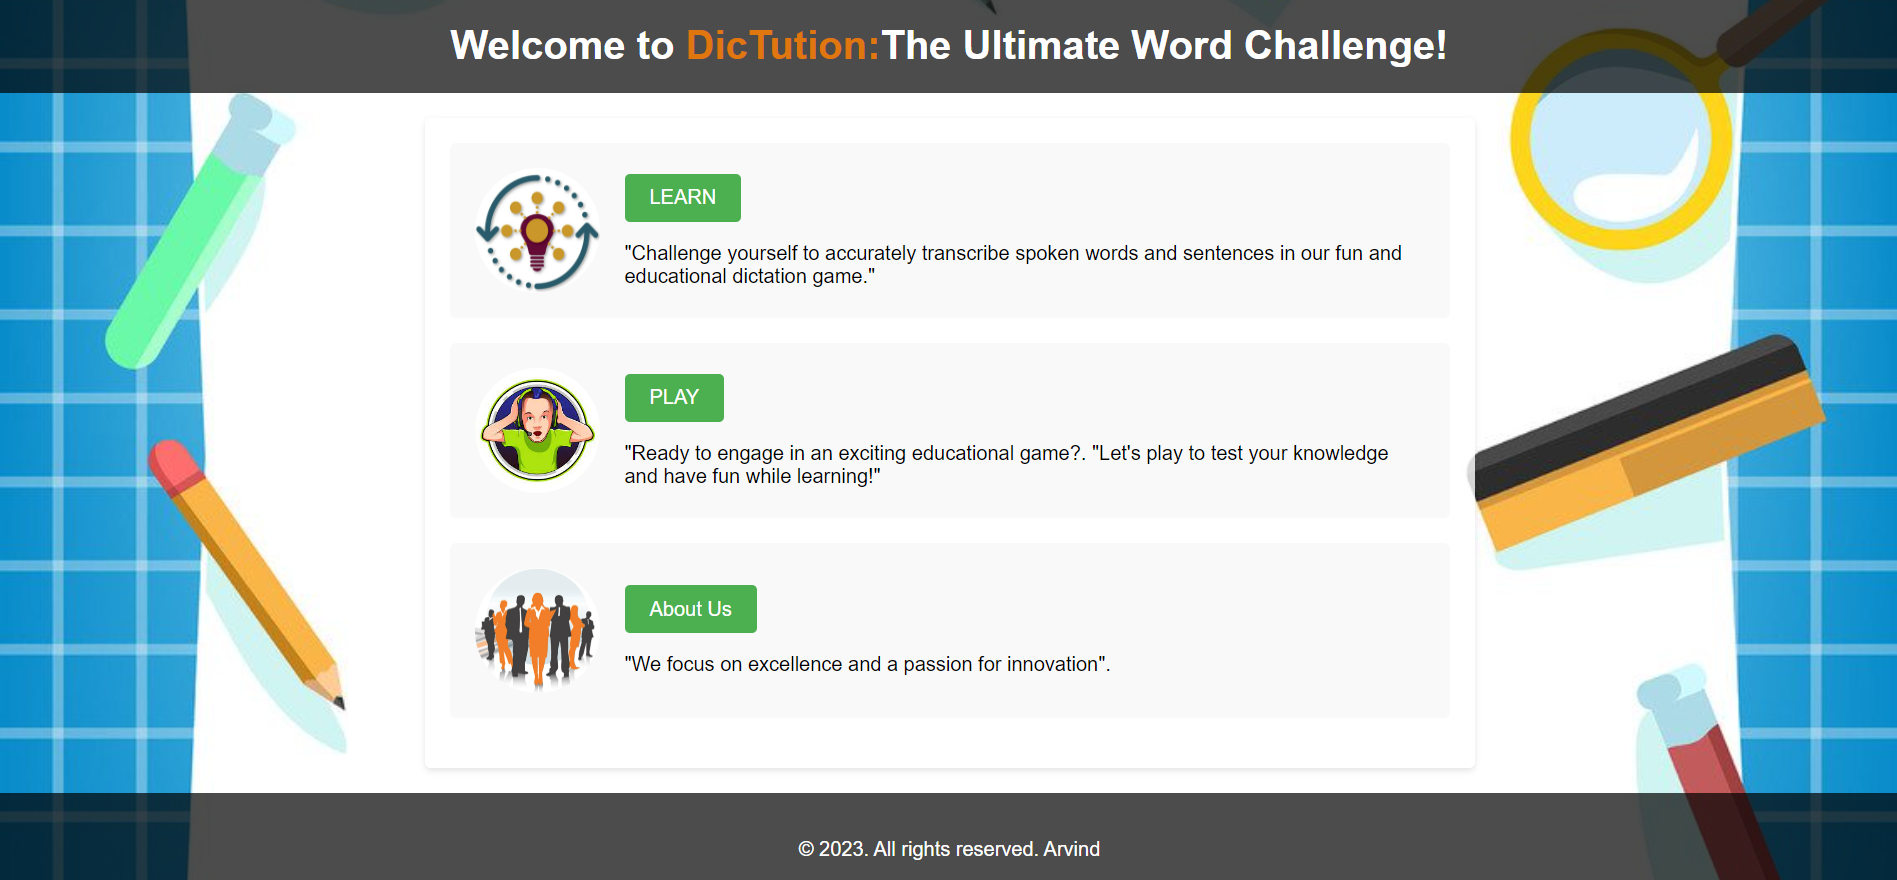 Welcome to DicTution:The Ultimate Word Challenge!
LEARN
"Challenge yourself to accurately transcribe spoken words and sentences in our fun and
educational dictation game."
PLAY
"Ready to engage in an exciting educational game?. "Let's play to test your knowledge
and have fun while learning!"
About Us
"We focus on excellence and a passion for innovation".
© 2023. All rights reserved. Arvind